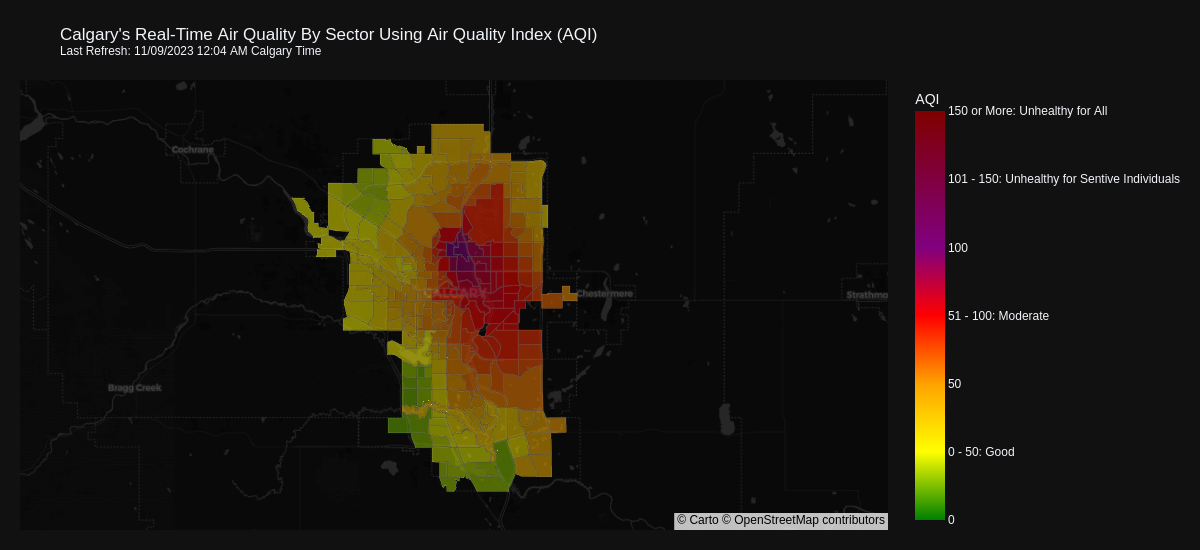 Calgary's Real-Time Air Quality By Sector Using Air Quality Index (AQI)
Last Refresh: 11/09/2023 12:04 AM Calgary Time
AQI
150 or More: Unhealthy for All
Cochrane
101 - 150: Unhealthy for Sentive Individuals
100
CALGARY
Chestermere
Strathmo
51 - 100: Moderate
Bragg Creek
50
0 - 50: Good
© Carto © OpenStreetMap contributors
0